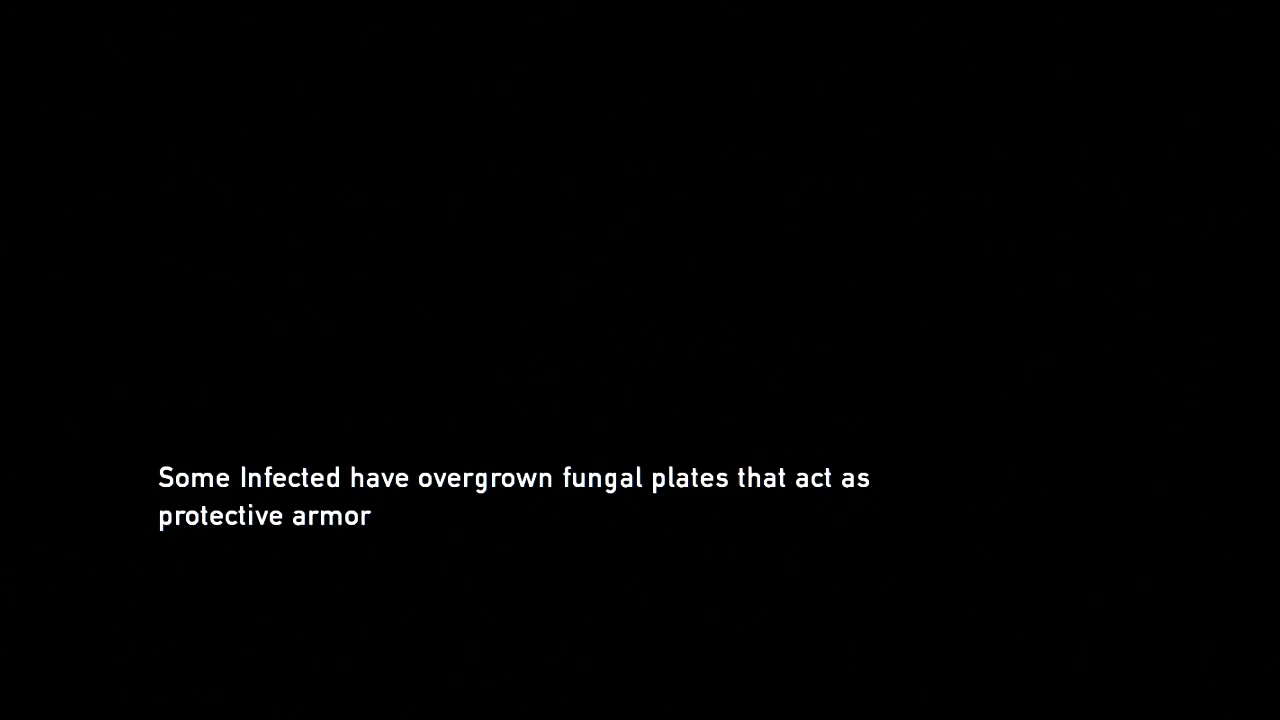 Some Infected have overgrown fungal plates that act as
protective armor